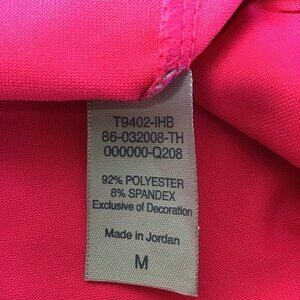 T9402-IHB
86-032008-TH
000000-Q208
92% POLYESTER
8% SPANDEX
Exclusive of Decoration
Made in Jordan
M